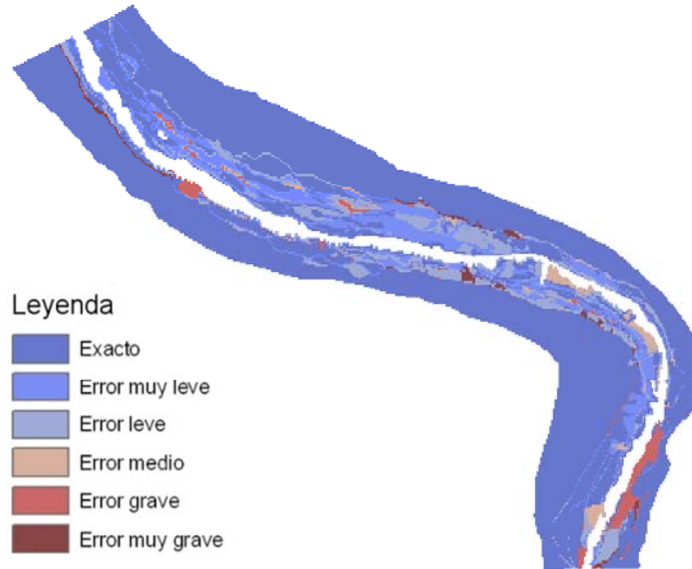 Leyenda
Exacto
Error muy leve
Error leve
Error medio
Error grave
Error muy grave